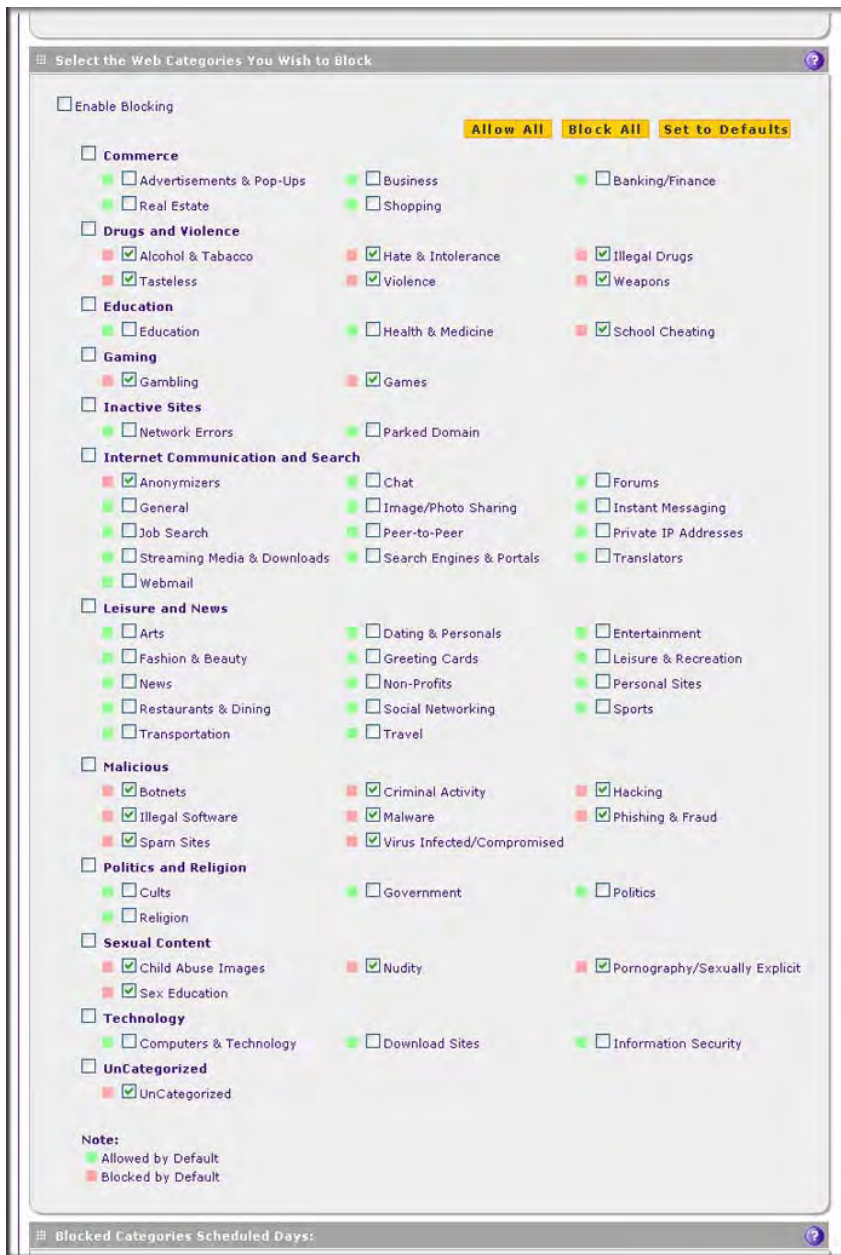 Select the Web Categories You Wish to Block
Enable Blocking
Allow All Block All Set to Defaults
Commerce
Advertisements & Pop-Ups Business Banking/Finance
Real Estate Shopping
Drugs and Violence
Alcohol & Tabacco Hate & Intolerance Illegal Drugs
Tasteless Violence Weapons
Education
Education Health & Medicine School Cheating
Gaming
Gambling Games
Inactive Sites
Network Errors Parked Domain
Internet Communication and Search
Anonymizers Chat Forums
General Image/Photo Sharing Instant Messaging
Job Search Peer-to-Peer Private IP Addresses
Streaming Media & Downloads Search Engines & Portals Translators
Webmail
Leisure and News
Arts Dating & Personals Entertainment
Fashion & Beauty Greeting Cards Leisure & Recreation
News Non-Profits Personal Sites
Restaurants & Dining Social Networking Sports
Transportation Travel
Malicious
Botnets Criminal Activity Hacking
Illegal Software Malware Phishing & Fraud
Spam Sites Virus Infected/Compromised
Politics and Religion
Cults Government Politics
Religion
Sexual Content
Child Abuse Images Nudity Pornography/Sexually Explicit
Sex Education
Technology
Computers & Technology Download Sites Information Security
UnCategorized
UnCategorized
Note:
Allowed by Default
Blocked by Default
Blocked Categories Scheduled Days: